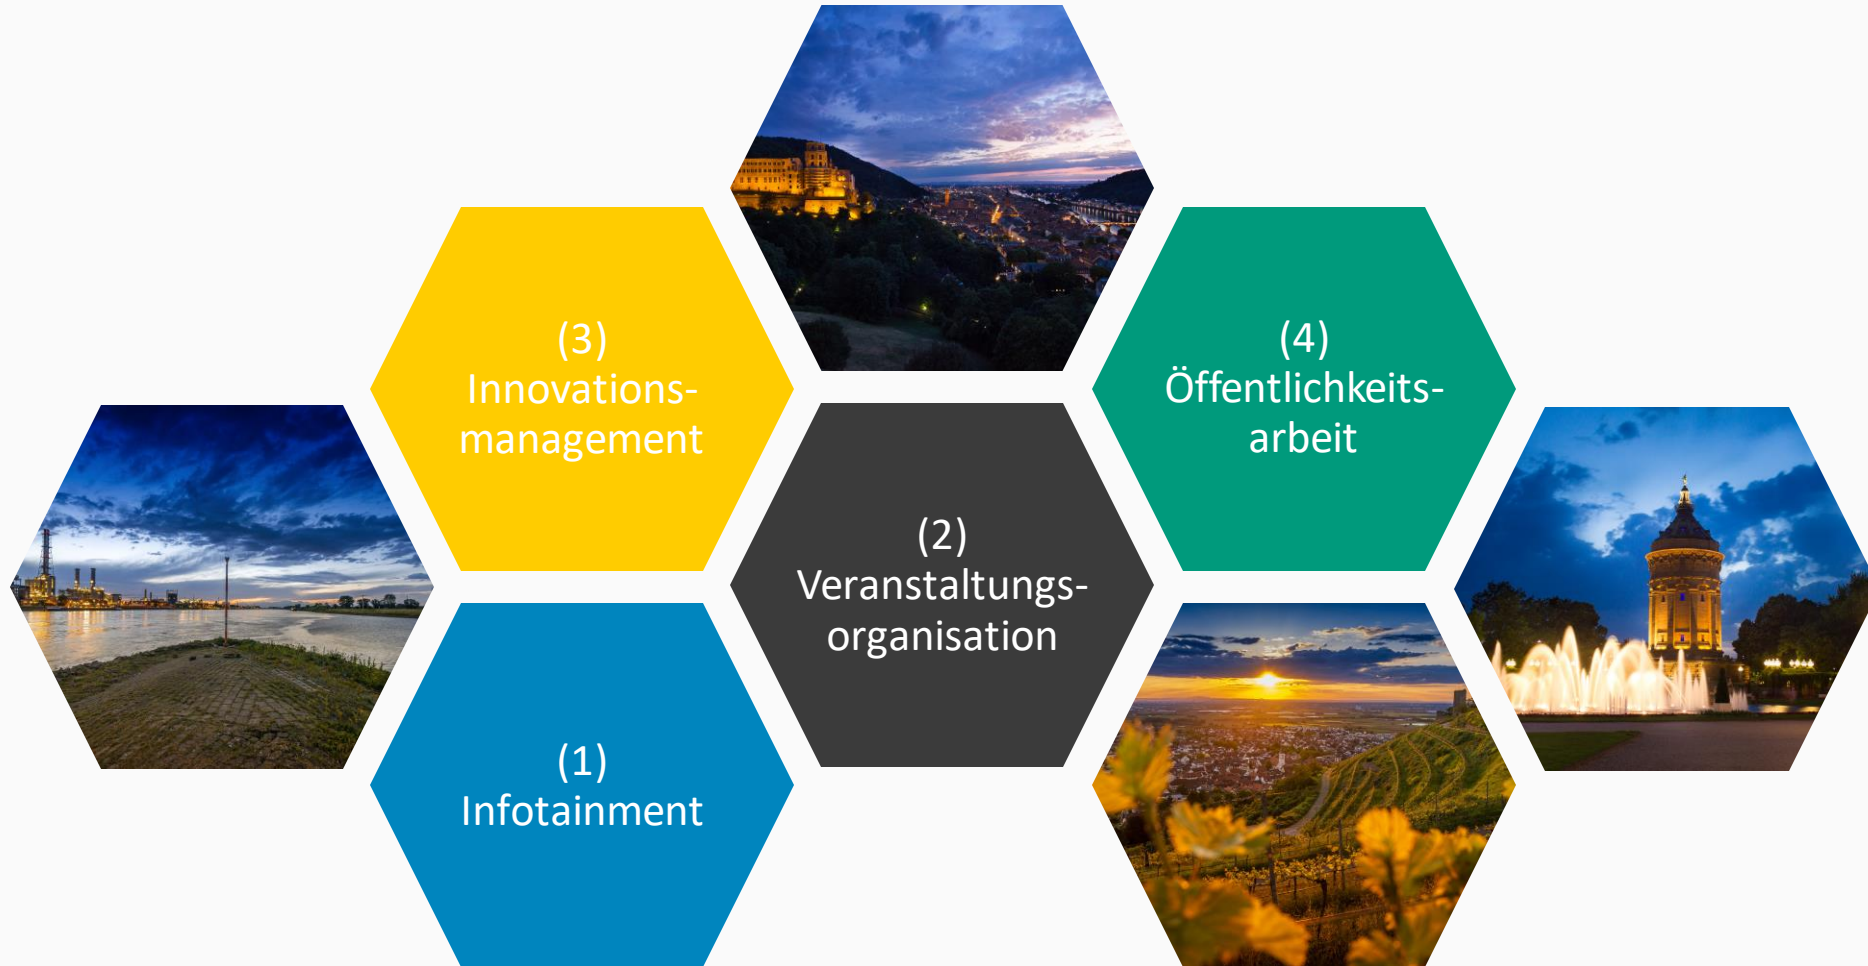 (3)
Innovations-
management
(4)
Öffentlichkeits-
arbeit
(2)
Veranstaltungs-
organisation
(1)
Infotainment